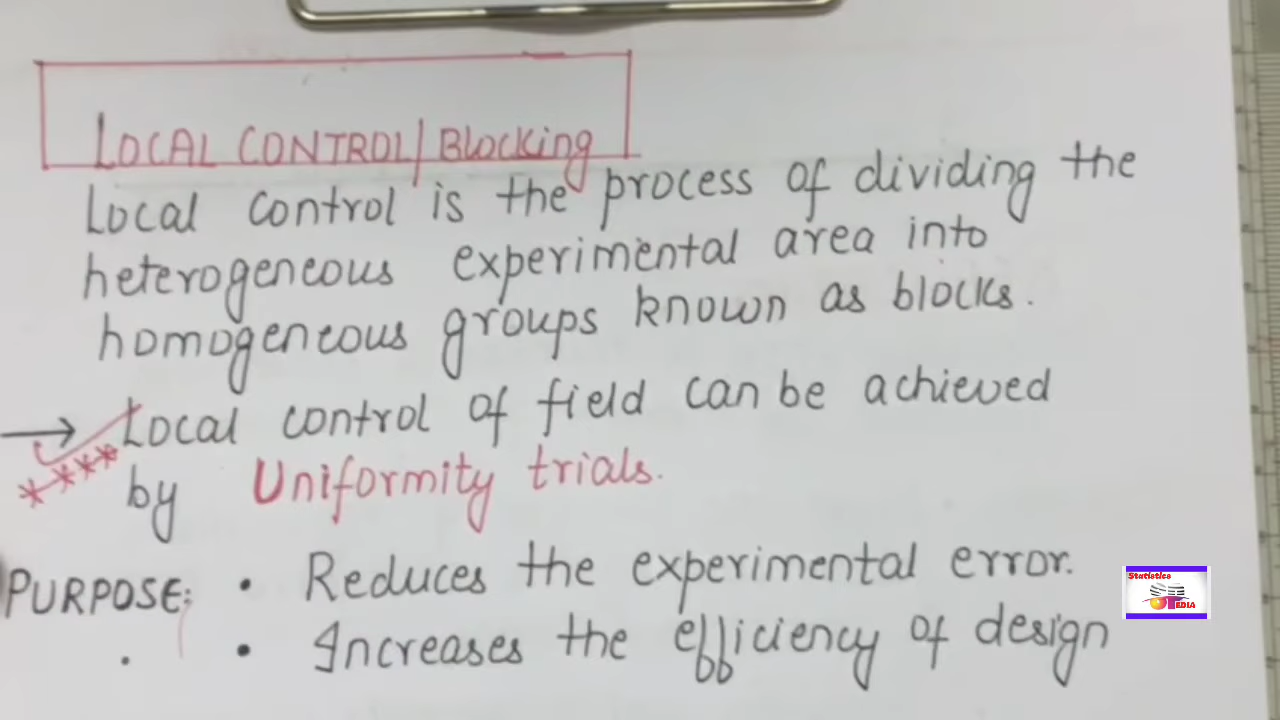 LOCAL CONTROL/Blocking
Local control is the process of dividing the
heterogeneous experimental area into
homogeneous groups known as blocks.
→ Local control of field can be achieved
**** by Uniformity trials.
PURPOSE: • Reduces the experimental error.
• Increases the efficiency of design
Statistics
PEDIA